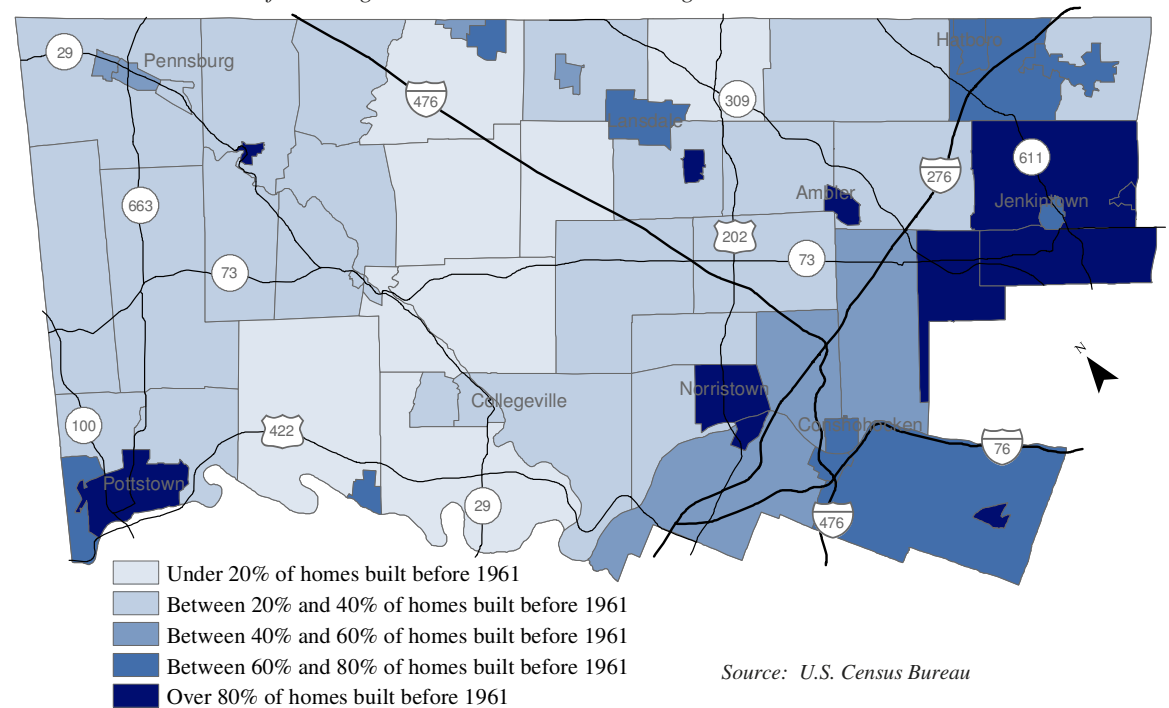 Hatboro
29
Pennsburg
476
309
Lansdale
611
276
Ambler
Jenkintown
663
202
73
73
Norristown
Collegeville
100
422
Conshohocken
76
Pottstown
29
476
N
Under 20% of homes built before 1961
Between 20% and 40% of homes built before 1961
Between 40% and 60% of homes built before 1961
Between 60% and 80% of homes built before 1961
Over 80% of homes built before 1961
Source: U.S. Census Bureau